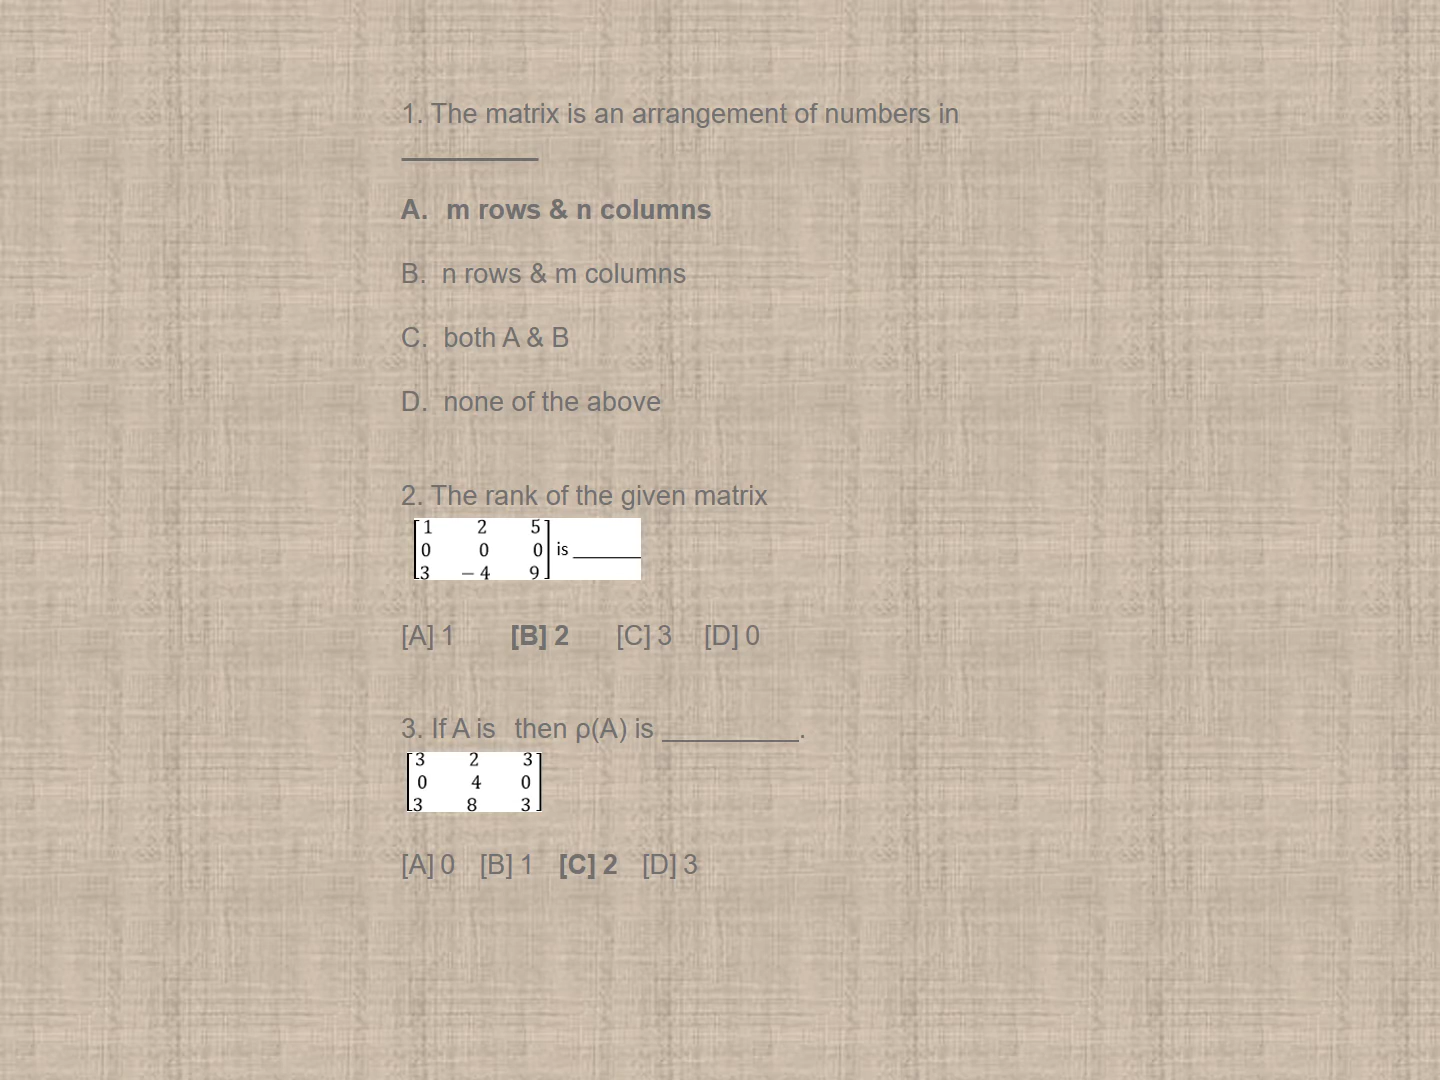 1. The matrix is an arrangement of numbers in
__________
A. m rows & n columns
B. n rows & m columns
C. both A & B
D. none of the above
2. The rank of the given matrix
[1 2 5]
[0 0 0] is _______
[3 − 4 9]
[A] 1 [B] 2 [C] 3 [D] 0
3. If A is then ρ(A) is __________.
[3 2 3]
[0 4 0]
[3 8 3]
[A] 0 [B] 1 [C] 2 [D] 3